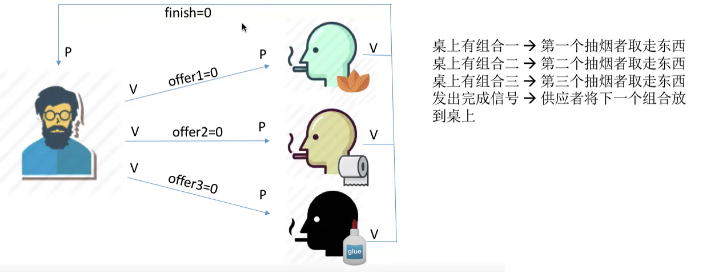 finish=0
P
V
offer1=0
P
V
V
offer2=0
P
V
V
offer3=0
P
V
glue
桌上有组合一 → 第一个抽烟者取走东西
桌上有组合二 → 第二个抽烟者取走东西
桌上有组合三 → 第三个抽烟者取走东西
发出完成信号 → 供应者将下一个组合放
到桌上